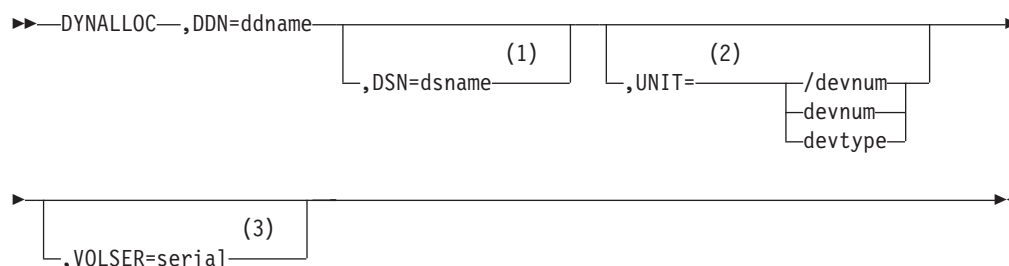 DYNALLOC ,DDN=ddname
(1) (2)
,DSN=dsname ,UNIT= /devnum
devnum
devtype
(3)
,VOLSER=serial